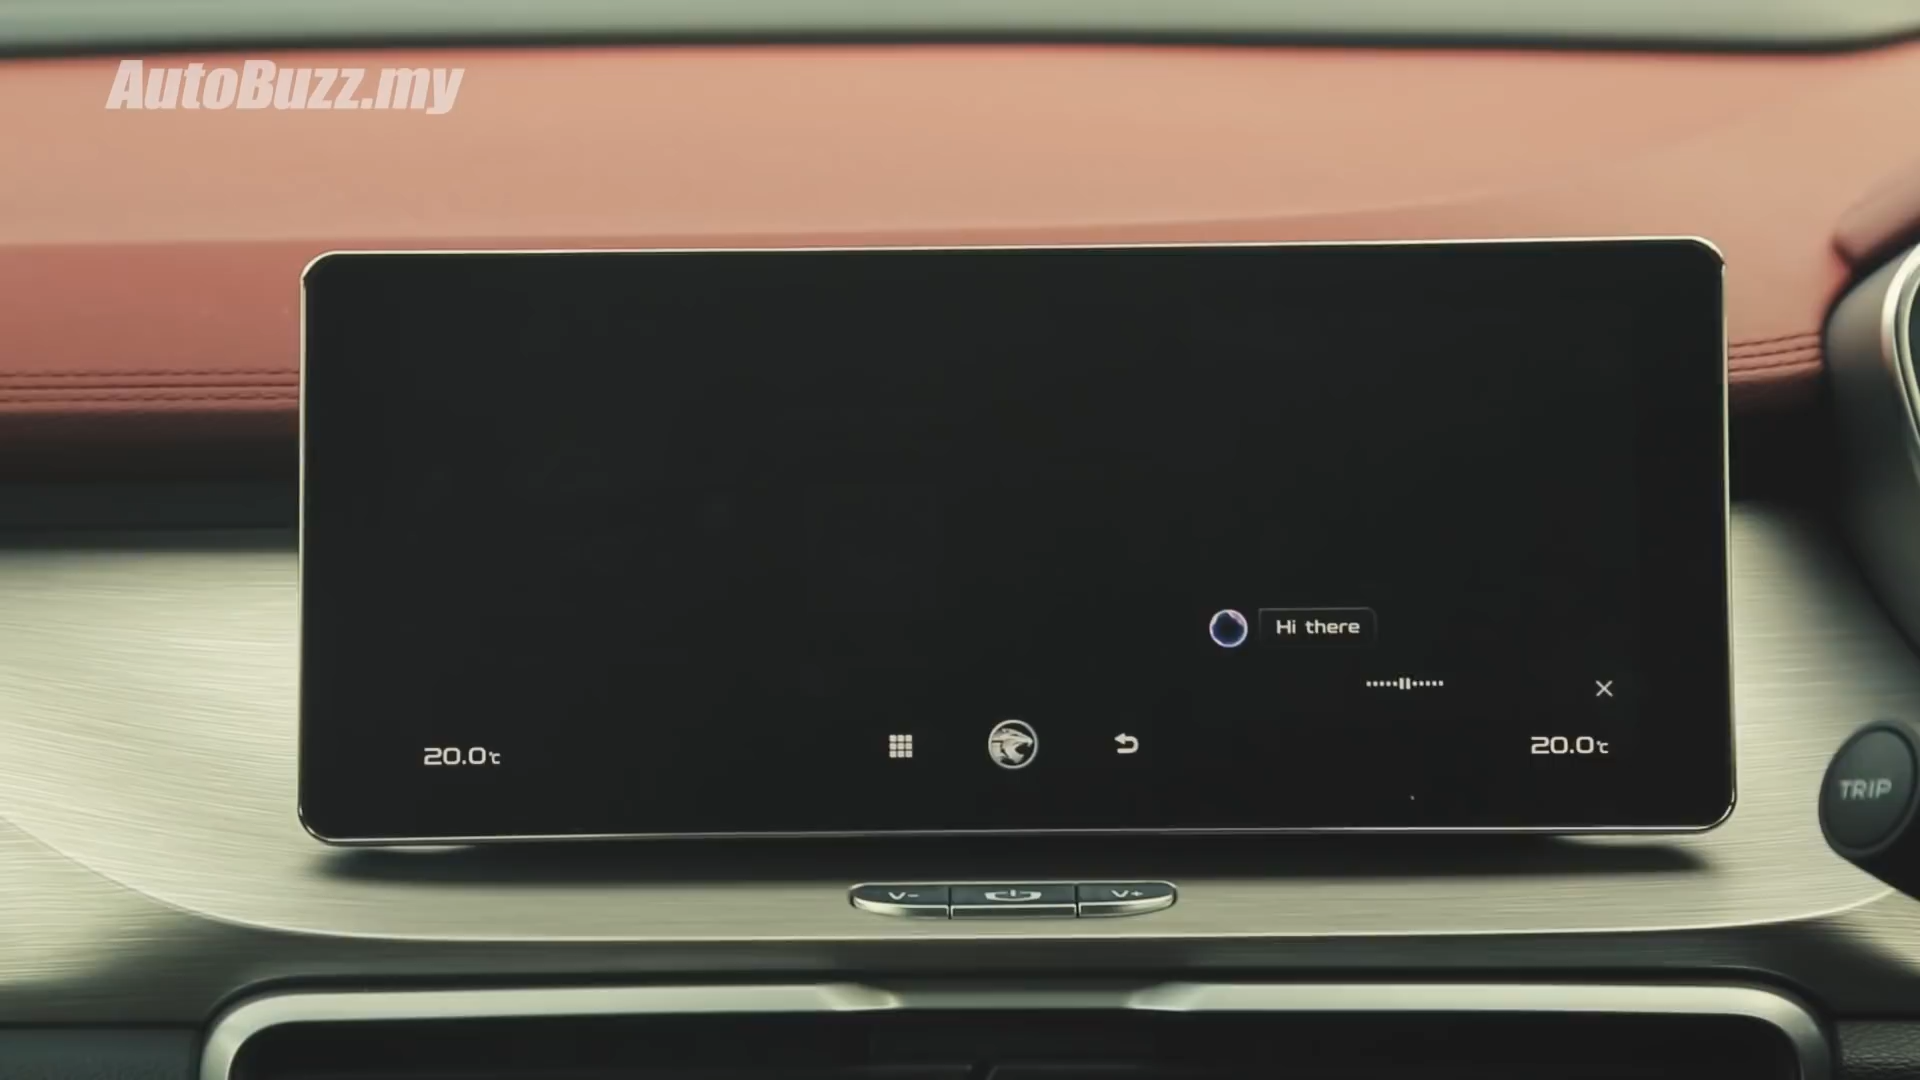 AutoBuzz.my
Hi there
20.0℃
20.0℃
TRIP
V-
V+